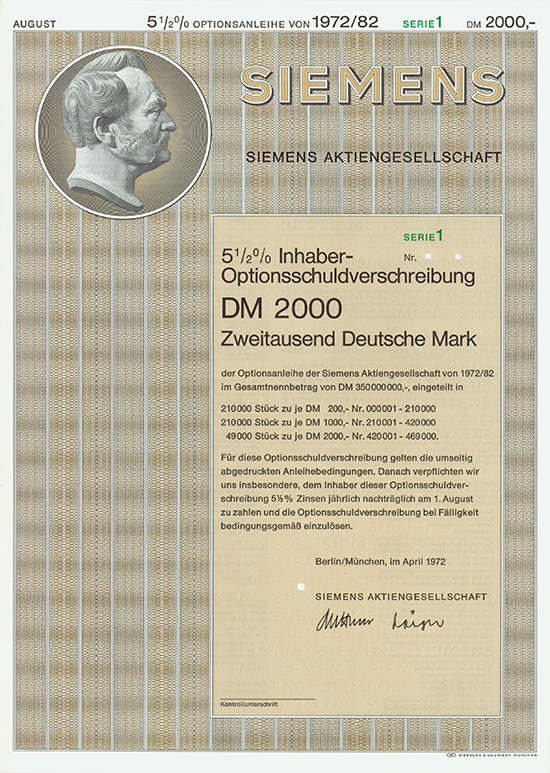 AUGUST 5 1/2 % OPTIONSANLEIHE VON 1972/82 SERIE 1 DM 2000,-
SIEMENS
SIEMENS AKTIENGESELLSCHAFT
SERIE 1
5 1/2 % Inhaber- Nr.
Optionsschuldverschreibung
DM 2000
Zweitausend Deutsche Mark
der Optionsanleihe der Siemens Aktiengesellschaft von 1972/82
im Gesamtnennbetrag von DM 350000000,-, eingeteilt in
210000 Stück zu je DM 200,- Nr. 000001 - 210000
210000 Stück zu je DM 1000,- Nr. 210001 - 420000
49000 Stück zu je DM 2000,- Nr. 420001 - 469000.
Für diese Optionsschuldverschreibung gelten die umseitig
abgedruckten Anleihebedingungen. Danach verpflichten wir
uns insbesondere, dem Inhaber dieser Optionsschuldver-
schreibung 5½% Zinsen jährlich nachträglich am 1. August
zu zahlen und die Optionsschuldverschreibung bei Fälligkeit
bedingungsgemäß einzulösen.
Berlin/München, im April 1972
SIEMENS AKTIENGESELLSCHAFT
Kontrollunterschrift
GIESECKE & DEVRIENT, MÜNCHEN